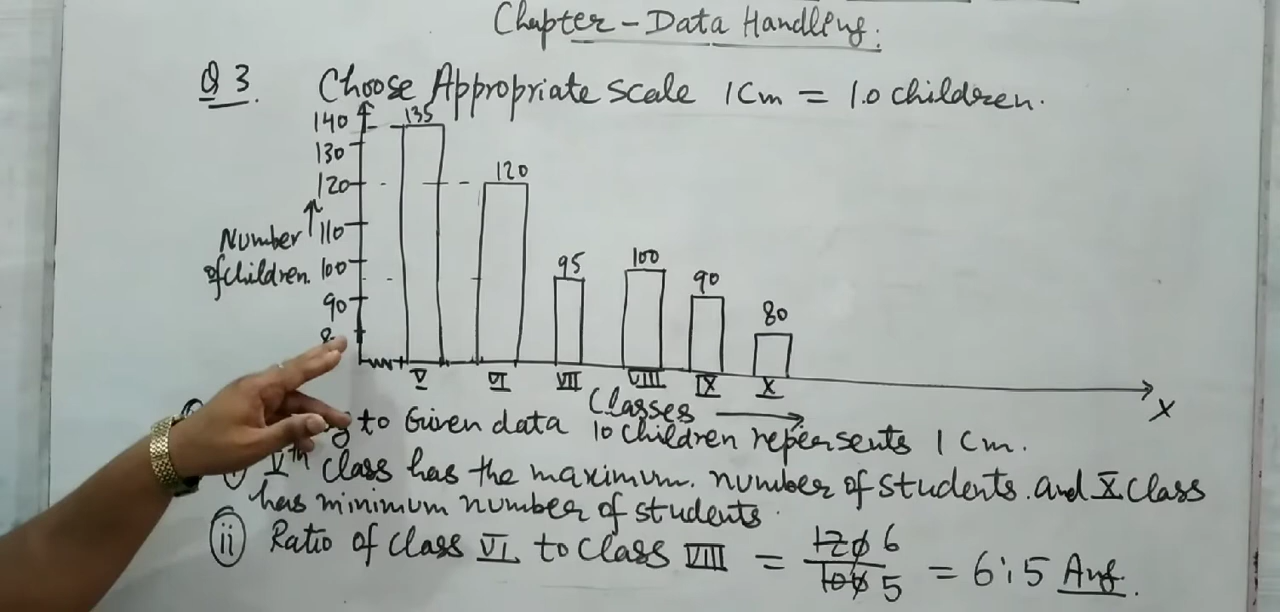 Chapter - Data Handling.
Q 3. Choose Appropriate Scale 1Cm = 10 children.
140
130
120
110
100
90
135
120
95
100
90
80
Number
of children.
V VI VII VIII IX X
Classes
X
to Given data 10 children repersents 1 Cm.
Vth class has the maximum. number of students. and X class
has minimum number of students.
(ii) Ratio of class VI to class VIII = 120 6 / 100 5 = 6:5 Ans.